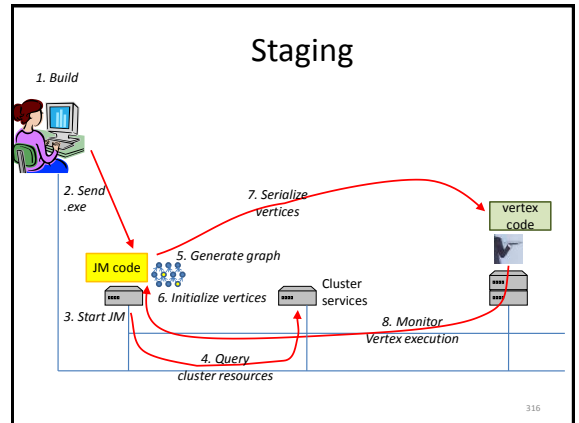 Staging
1. Build
2. Send
.exe
7. Serialize
vertices
vertex
code
JM code
5. Generate graph
6. Initialize vertices
Cluster
services
3. Start JM
8. Monitor
Vertex execution
4. Query
cluster resources
316